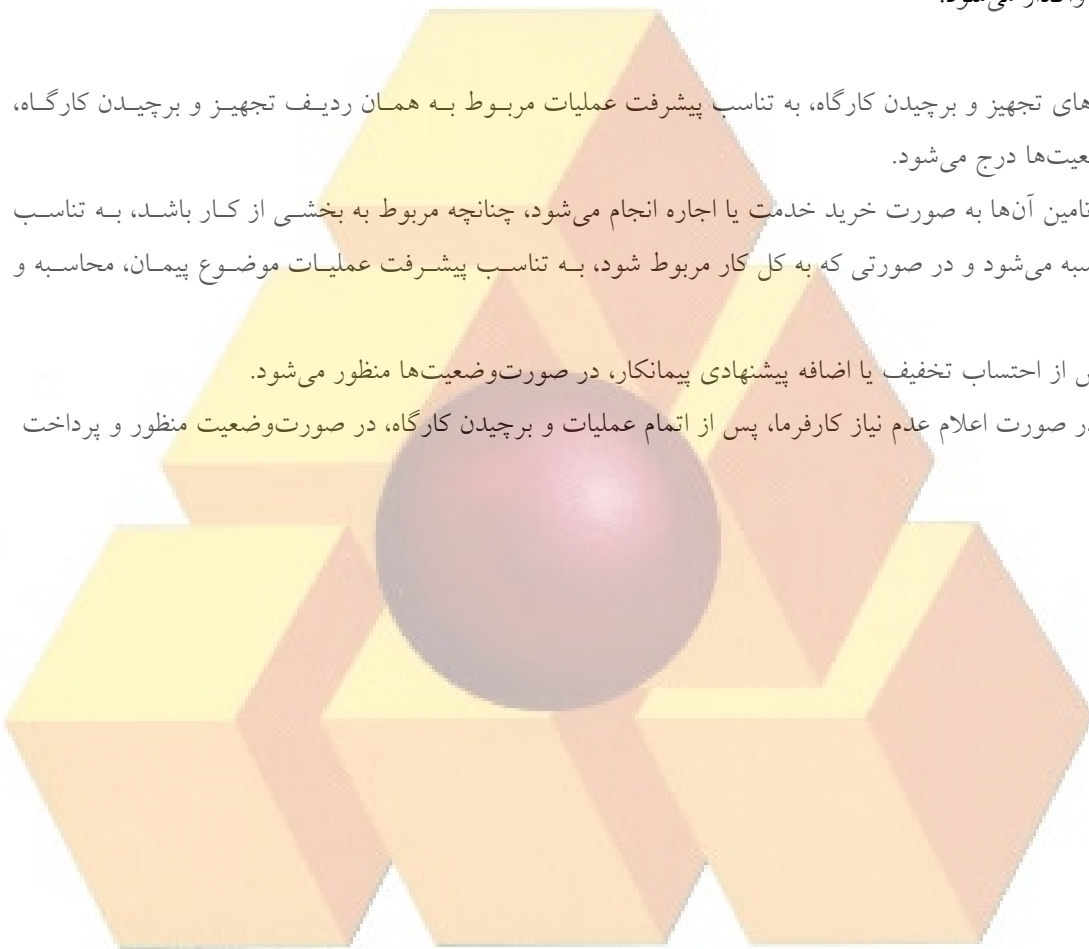 می‌شود.
های تجهیز و برچیدن کارگاه، به تناسب پیشرفت عملیات مربوط به همان ردیف تجهیز و برچیدن کارگاه،
عیت‌ها درج می‌شود.
تامین آن‌ها به صورت خرید خدمت یا اجاره انجام می‌شود، چنانچه مربوط به بخشی از کار باشد، به تناسب
سبه می‌شود و در صورتی که به کل کار مربوط شود، به تناسب پیشرفت عملیات موضوع پیمان، محاسبه و
س از احتساب تخفیف یا اضافه پیشنهادی پیمانکار، در صورت‌وضعیت‌ها منظور می‌شود.
ر صورت اعلام عدم نیاز کارفرما، پس از اتمام عملیات و برچیدن کارگاه، در صورت‌وضعیت منظور و پرداخت